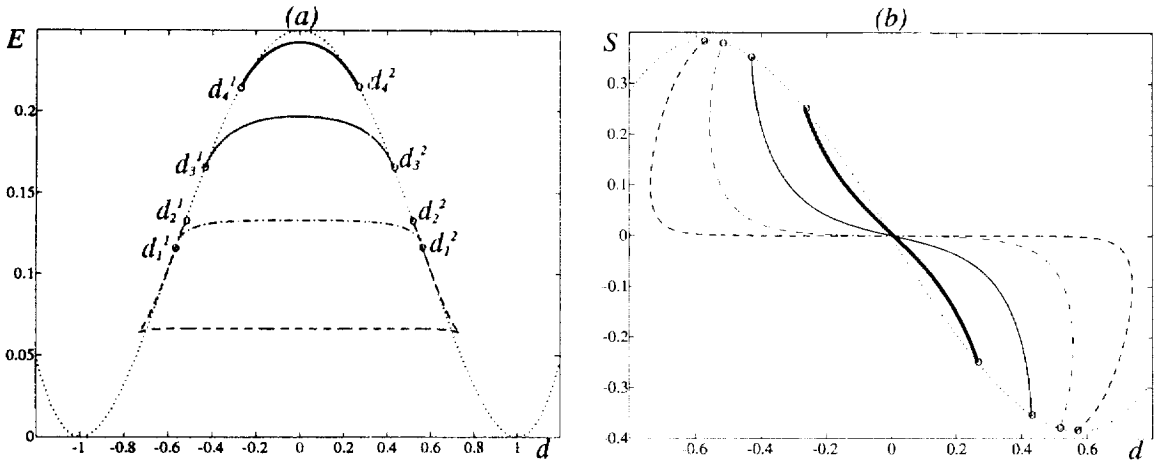 (a)
(b)
E
0.2
0.15
0.1
0.05
0
-1 -0.8 -0.6 -0.4 -0.2 0 0.2 0.4 0.6 0.8 1 d
d₄¹ d₄²
d₃¹ d₃²
d₂¹ d₂²
d₁¹ d₁²
S
0.4
0.3
0.2
0.1
0
-0.1
-0.2
-0.3
-0.4
-0.6 -0.4 -0.2 0 0.2 0.4 0.6 d